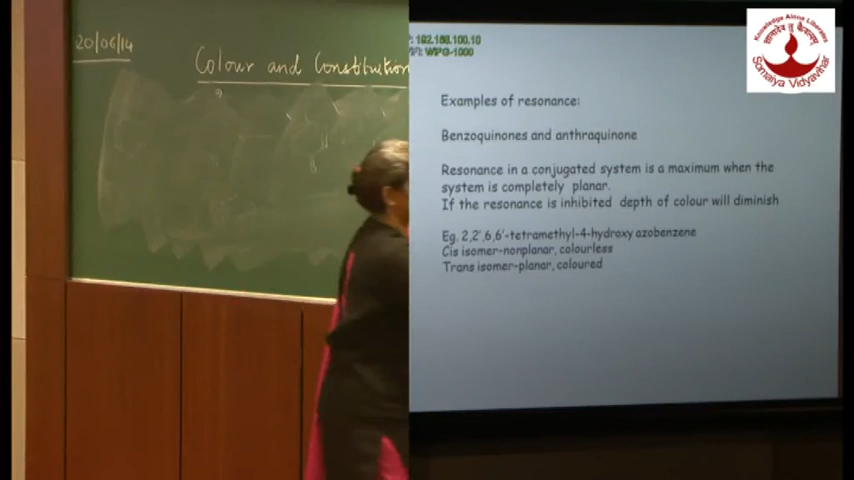 20/06/14
Colour and Constitution
: 192.168.100.10
: WPG-1000
Knowledge Alone Liberates
Somaiya Vidyavihar
Examples of resonance:
Benzoquinones and anthraquinone
Resonance in a conjugated system is a maximum when the
system is completely planar.
If the resonance is inhibited depth of colour will diminish
Eg. 2,2',6,6'-tetramethyl-4-hydroxy azobenzene
Cis isomer-nonplanar, colourless
Trans isomer-planar, coloured